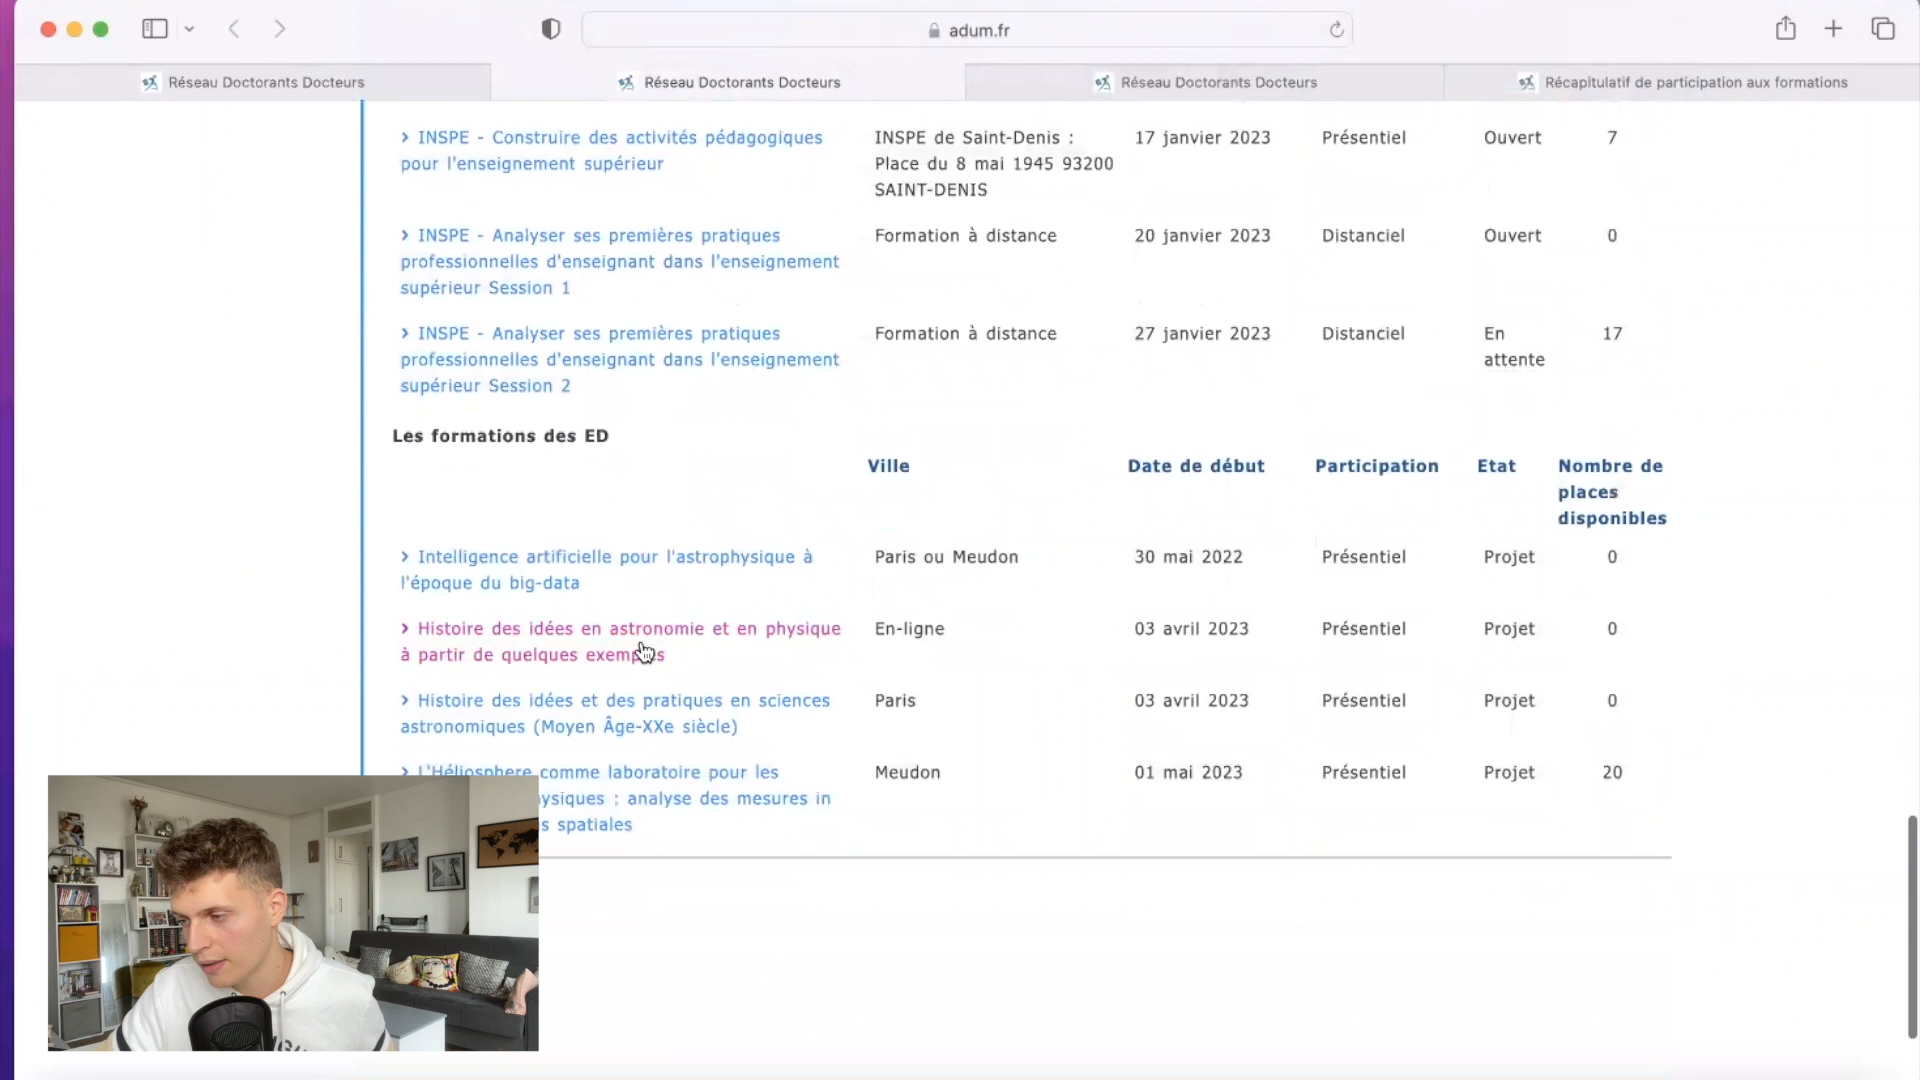 adum.fr
Réseau Doctorants Docteurs
Réseau Doctorants Docteurs
Réseau Doctorants Docteurs
Récapitulatif de participation aux formations
> INSPE - Construire des activités pédagogiques
pour l'enseignement supérieur
INSPE de Saint-Denis :
Place du 8 mai 1945 93200
SAINT-DENIS
17 janvier 2023
Présentiel
Ouvert
7
> INSPE - Analyser ses premières pratiques
professionnelles d'enseignant dans l'enseignement
supérieur Session 1
Formation à distance
20 janvier 2023
Distanciel
Ouvert
0
> INSPE - Analyser ses premières pratiques
professionnelles d'enseignant dans l'enseignement
supérieur Session 2
Formation à distance
27 janvier 2023
Distanciel
En
attente
17
Les formations des ED
Ville
Date de début
Participation
Etat
Nombre de
places
disponibles
> Intelligence artificielle pour l'astrophysique à
l'époque du big-data
Paris ou Meudon
30 mai 2022
Présentiel
Projet
0
> Histoire des idées en astronomie et en physique
à partir de quelques exemples
En-ligne
03 avril 2023
Présentiel
Projet
0
> Histoire des idées et des pratiques en sciences
astronomiques (Moyen Âge-XXe siècle)
Paris
03 avril 2023
Présentiel
Projet
0
> L'Héliosphere comme laboratoire pour les
ysiques : analyse des mesures in
s spatiales
Meudon
01 mai 2023
Présentiel
Projet
20